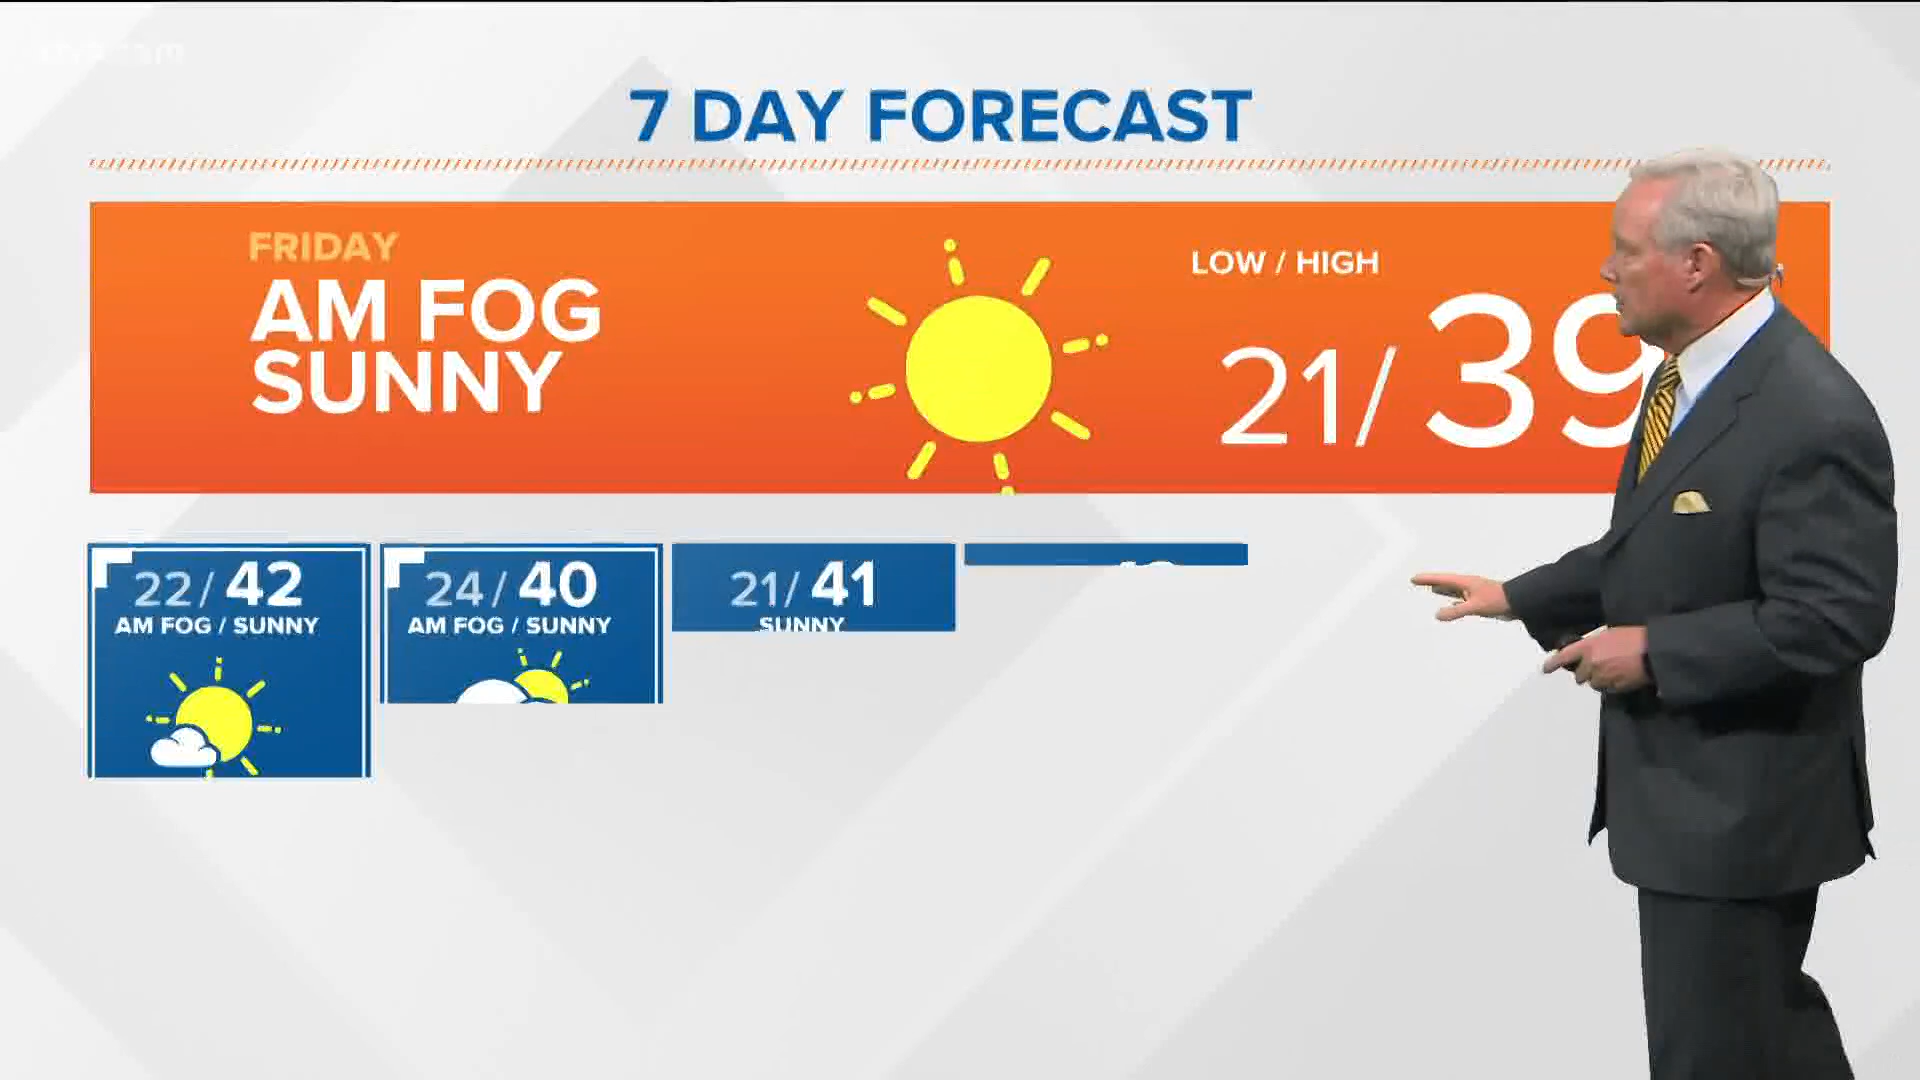 7 DAY FORECAST
FRIDAY
AM FOG
SUNNY
LOW / HIGH
21/ 39
22/42
AM FOG / SUNNY
24/40
AM FOG / SUNNY
21/41
SUNNY